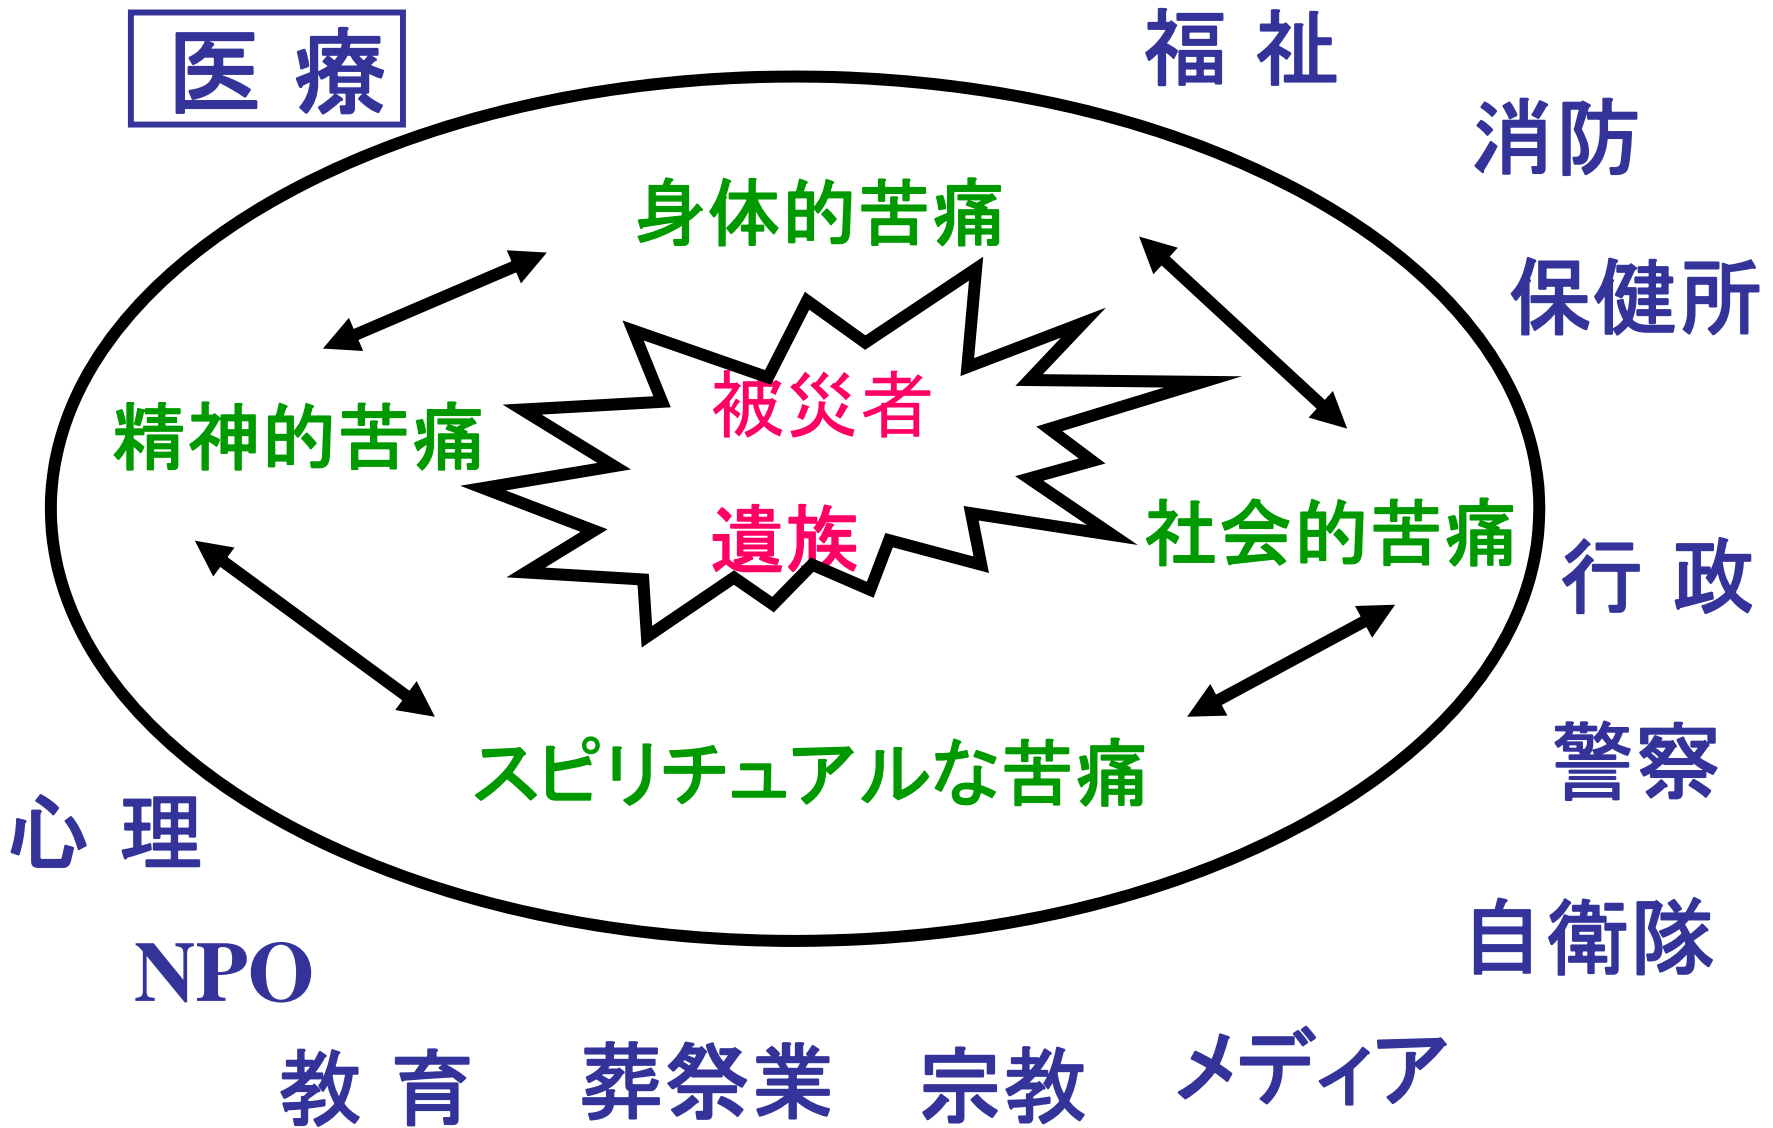 医 療
福 祉
消防
身体的苦痛
保健所
被災者
精神的苦痛
遺族
社会的苦痛
行 政
スピリチュアルな苦痛
警察
心 理
自衛隊
NPO
教 育
葬祭業
宗教
メディア